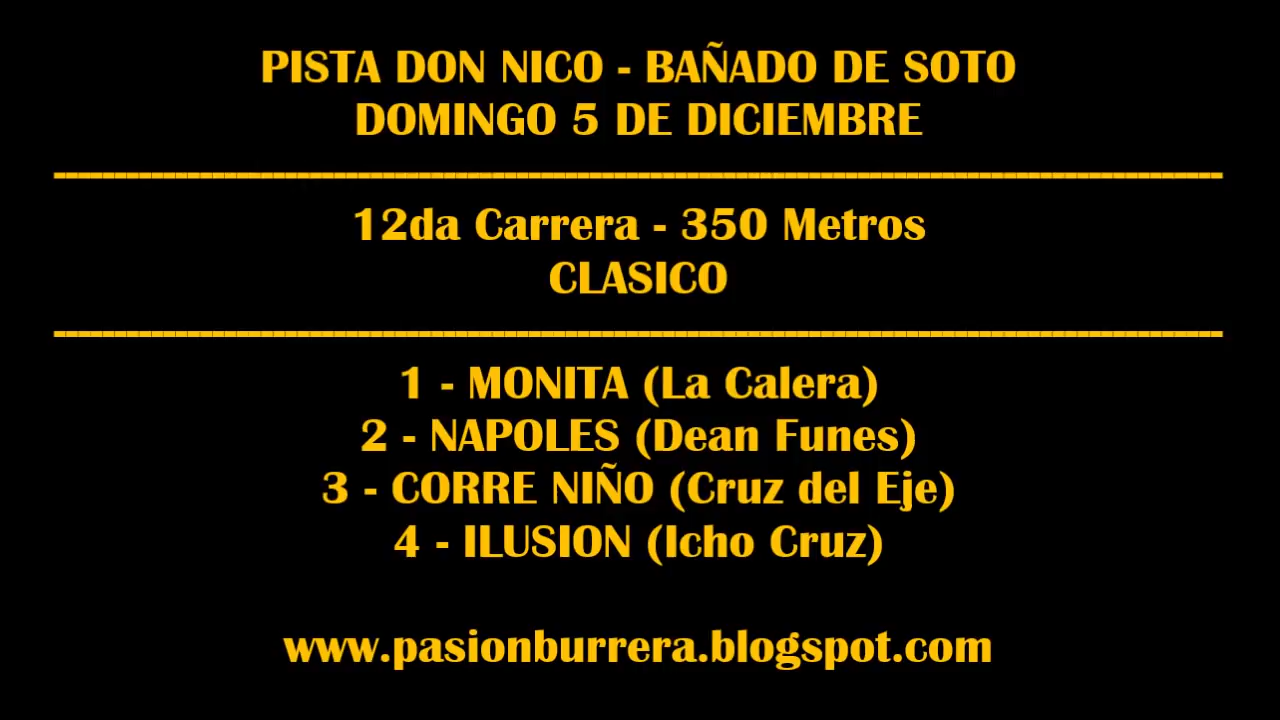 PISTA DON NICO - BAÑADO DE SOTO
DOMINGO 5 DE DICIEMBRE
12da Carrera - 350 Metros
CLASICO
1 - MONITA (La Calera)
2 - NAPOLES (Dean Funes)
3 - CORRE NIÑO (Cruz del Eje)
4 - ILUSION (Icho Cruz)
www.pasionburrera.blogspot.com